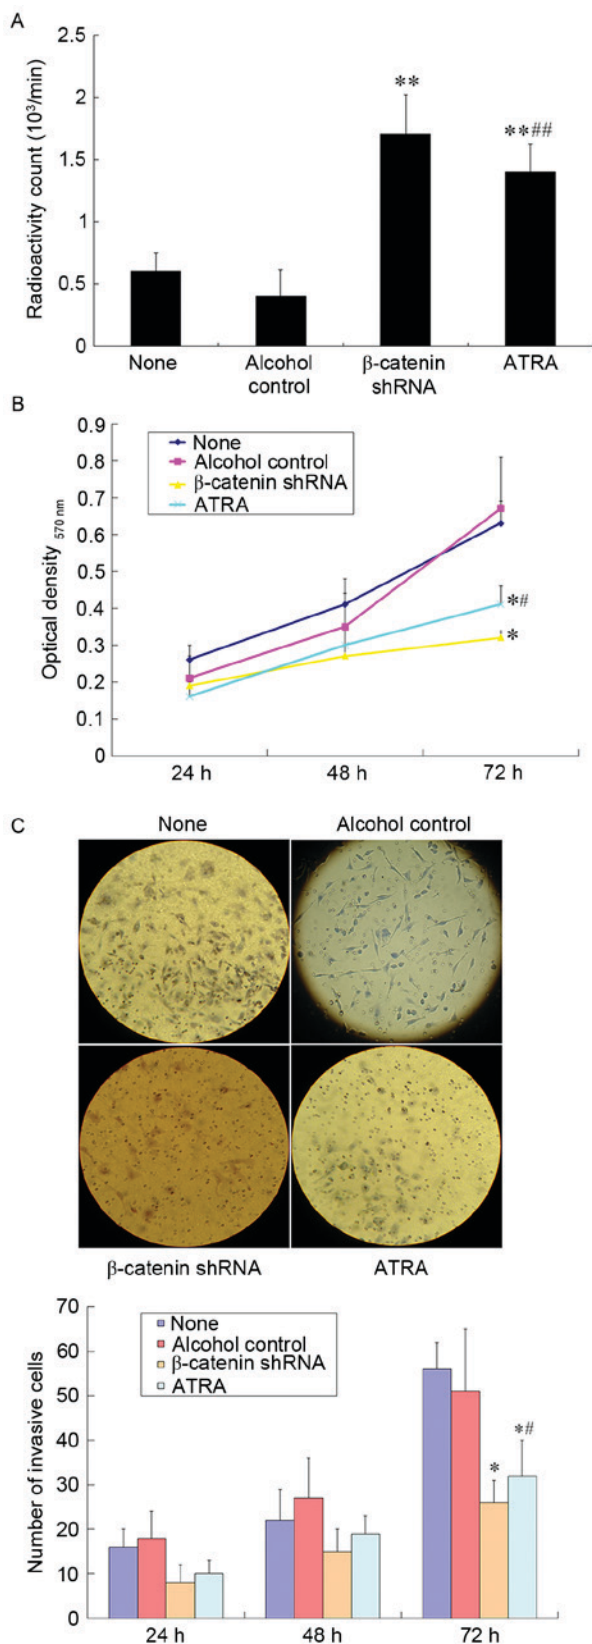 A
Radioactivity count (10³/min)
2.5
2
1.5
1
0.5
0
**
**##
None
Alcohol
control
β-catenin
shRNA
ATRA
B
Optical density 570 nm
0.9
0.8
0.7
0.6
0.5
0.4
0.3
0.2
0.1
0
None
Alcohol control
β-catenin shRNA
ATRA
*#
*
24 h
48 h
72 h
C
None
Alcohol control
β-catenin shRNA
ATRA
Number of invasive cells
70
60
50
40
30
20
10
0
None
Alcohol control
β-catenin shRNA
ATRA
*
*#
24 h
48 h
72 h